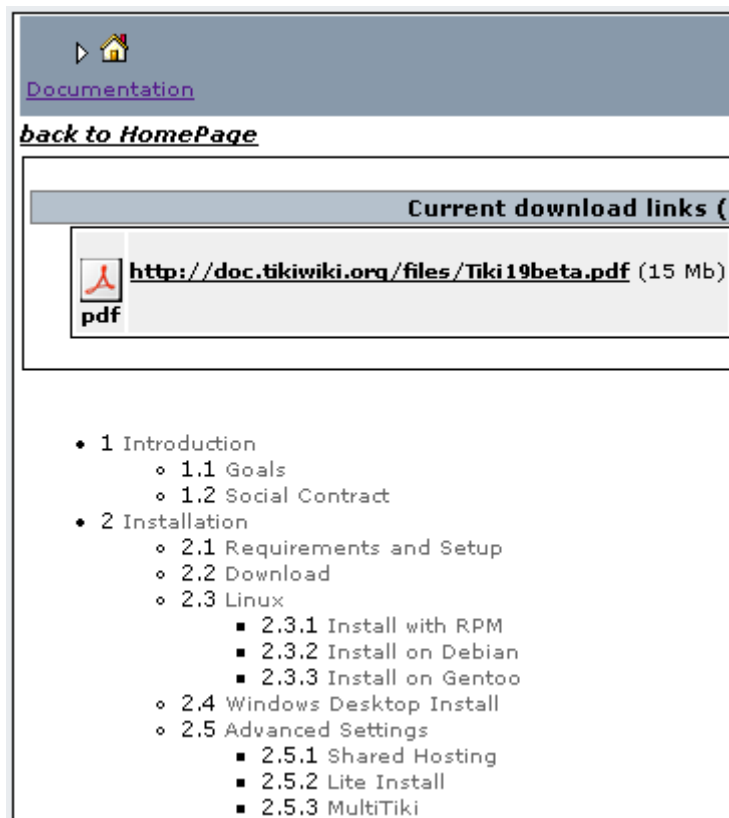 Documentation
back to HomePage
Current download links (
http://doc.tikiwiki.org/files/Tiki19beta.pdf (15 Mb)
pdf
1 Introduction
1.1 Goals
1.2 Social Contract
2 Installation
2.1 Requirements and Setup
2.2 Download
2.3 Linux
2.3.1 Install with RPM
2.3.2 Install on Debian
2.3.3 Install on Gentoo
2.4 Windows Desktop Install
2.5 Advanced Settings
2.5.1 Shared Hosting
2.5.2 Lite Install
2.5.3 MultiTiki